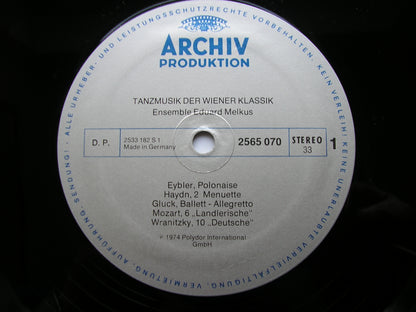 ALLE URHEBER- UND LEISTUNGSSCHUTZRECHTE VORBEHALTEN. KEIN VERLEIH! KEINE UNERLAUBTE VERVIELFÄLTIGUNG, VERMIETUNG, AUFFÜHRUNG, SENDUNG!
ARCHIV
PRODUKTION
TANZMUSIK DER WIENER KLASSIK
Ensemble Eduard Melkus
D. P.
2533 182 S 1
Made in Germany
2565 070
STEREO
33
1
Eybler, Polonaise
Haydn, 2 Menuette
Gluck, Ballett - Allegretto
Mozart, 6 „Landlerische"
Wranitzky, 10 „Deutsche"
℗ 1974 Polydor International
GmbH